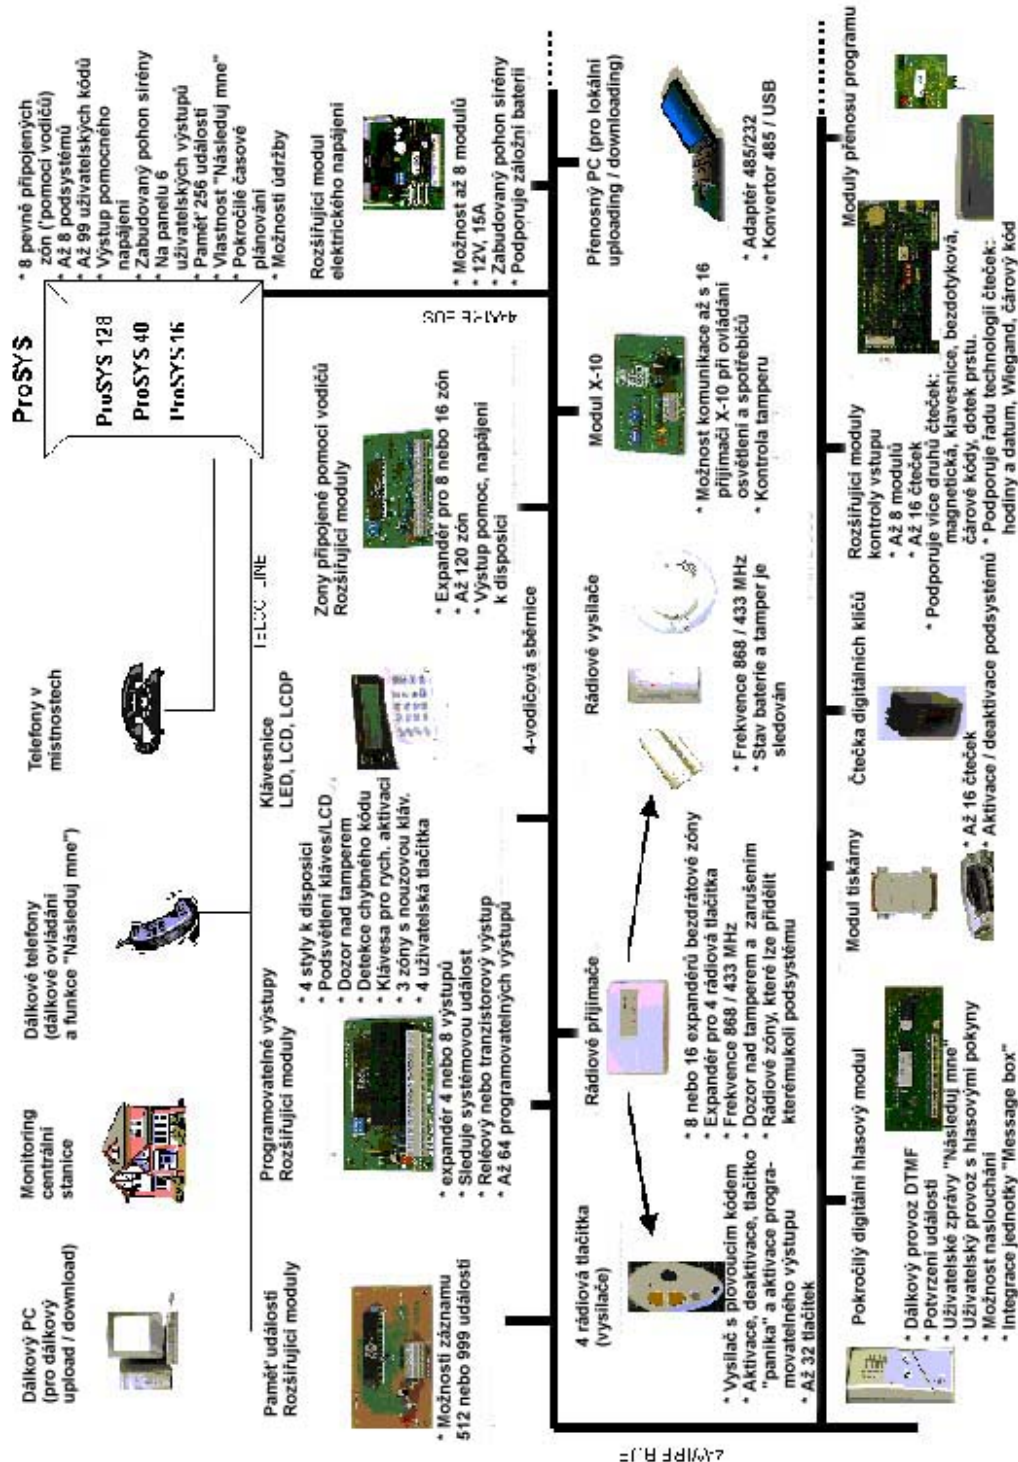 ProSYS
ProSYS 128
ProSYS 40
ProSYS 16
* 8 pevně připojených
zón ('pomocí vodičů)
* Až 8 podsystémů
* Až 99 uživatelských kódů
* Výstup pomocného
napájení
* Zabudovaný pohon sirény
* Na panelu 6
uživatelských výstupů
* Paměť 256 událostí
* Vlastnost "Následuj mne"
* Pokročilé časové
plánování
* Možnosti údržby
Dálkový PC
(pro dálkový
upload / download)
Monitoring
centrální
stanice
Dálkové telefony
(dálkové ovládání
a funkce "Následuj mne")
Telefony v
místnostech
LINE
Paměť událostí
Rozšiřující moduly
* Možnosti záznamu
512 nebo 999 událostí
Programovatelné výstupy
Rozšiřující moduly
* expandér 4 nebo 8 výstupů
* Sleduje systémovou událost
* Reléový nebo tranzistorový výstup
* Až 64 programovatelných výstupů
Klávesnice
LED, LCD, LCDP
* 4 styly k disposici
* Podsvětlení kláves/LCD
* Dozor nad tamperem
* Detekce chybného kódu
* Klávesa pro rych. aktivaci
* 3 zóny s nouzovou kláv.
* 4 uživatelská tlačítka
Zony připojené pomocí vodičů
Rozšiřující moduly
* Expandér pro 8 nebo 16 zón
* Až 120 zón
* Výstup pomoc, napájení
k disposici
Rozšiřující modul
elektrického napájení
* Možnost až 8 modulů
* 12V, 15A
* Zabudovaný pohon sirény
* Podporuje záložní baterii
4-vodičová sběrnice
4 rádiová tlačítka
(vysílače)
* Vysílač s plovoucím kódem
* Aktivace, deaktivace, tlačítko
"panika" a aktivace progra-
movatelného výstupu
* Až 32 tlačítek
Rádiové přijímače
* 8 nebo 16 expandérů bezdrátové zóny
* Expandér pro 4 rádiová tlačítka
* Frekvence 868 / 433 MHz
* Dozor nad tamperem a zarušením
* Rádiové zóny, které lze přidělit
kterémukoli podsystému
Rádiové vysílače
* Frekvence 868 / 433 MHz
* Stav baterie a tamper je
sledován
Modul X-10
* Možnost komunikace až s 16
přijímači X-10 při ovládání
osvětlení a spotřebičů
* Kontrola tamperu
Přenosný PC (pro lokální
uploading / downloading)
* Adaptér 485/232
* Konvertor 485 / USB
Pokročilý digitální hlasový modul
* Dálkový provoz DTMF
* Potvrzení události
* Uživatelské zprávy "Následuj mne"
* Uživatelský provoz s hlasovými pokyny
* Možnost naslouchání
* Integrace jednotky "Message box"
Modul tiskárny
Čtečka digitálních klíčů
* Až 16 čteček
* Aktivace / deaktivace podsystémů
Rozšiřující moduly
kontroly vstupu
* Až 8 modulů
* Až 16 čteček
* Podporuje více druhů čteček:
magnetická, klavesnice, bezdotyková,
čárové kódy, dotek prstu.
* Podporuje řadu technologií čteček:
hodiny a datum, Wiegand, čárový kód
Moduly přenosu programu